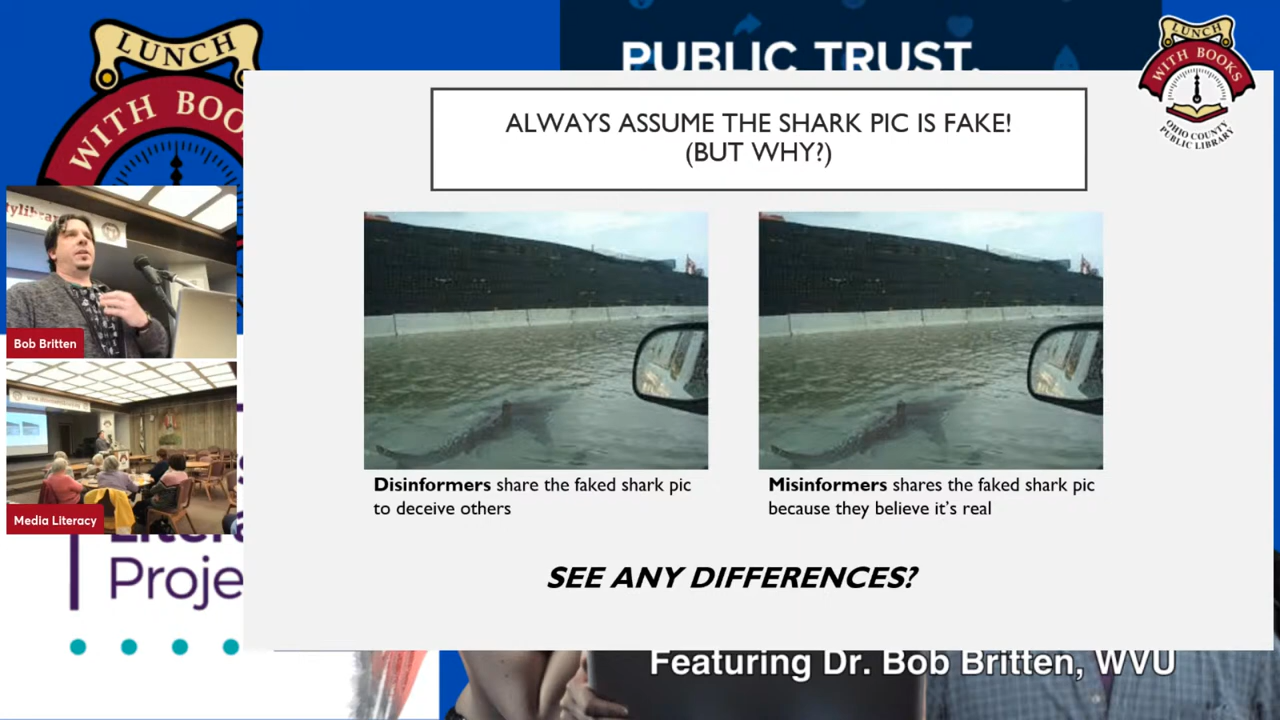 LUNCH
WITH BOO
PUBLIC TRUST.
LUNCH
WITH BOOKS
OHIO COUNTY
PUBLIC LIBRARY
ALWAYS ASSUME THE SHARK PIC IS FAKE!
(BUT WHY?)
Bob Britten
Media Literacy
Disinformers share the faked shark pic
to deceive others
Misinformers shares the faked shark pic
because they believe it's real
SEE ANY DIFFERENCES?
Proje
Featuring Dr. Bob Britten, WVU